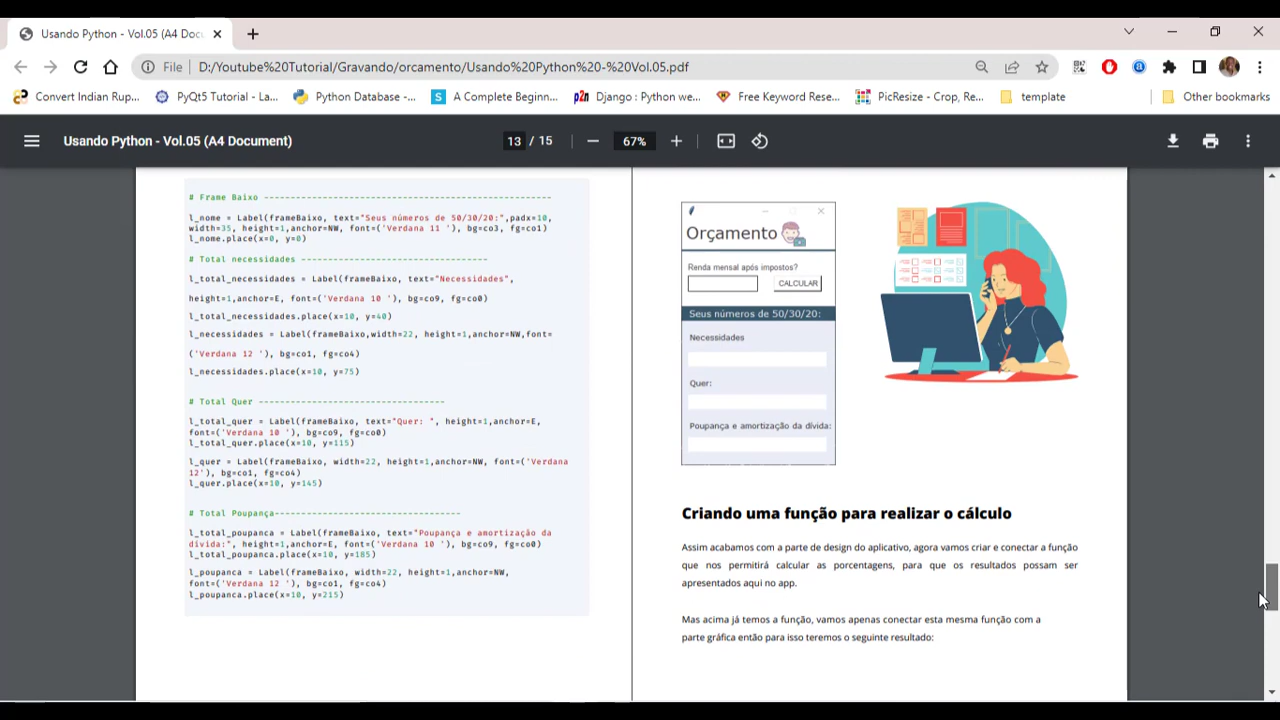 Usando Python - Vol.05 (A4 Doc
File D:/Youtube%20Tutorial/Gravando/orcamento/Usando%20Python%20-%20Vol.05.pdf
Convert Indian Rup... PyQt5 Tutorial - La... Python Database -... A Complete Beginn... Django : Python we... Free Keyword Rese... PicResize - Crop, Re... template Other bookmarks
Usando Python - Vol.05 (A4 Document) 13 / 15 67%
# Frame Baixo ----------------------------------------------------
l_nome = Label(frameBaixo, text="Seus números de 50/30/20:",padx=10,
width=35, height=1,anchor=NW, font=('Verdana 11 '), bg=co3, fg=co1)
l_nome.place(x=0, y=0)
# Total necessidades ---------------------------------------------
l_total_necessidades = Label(frameBaixo, text="Necessidades",
height=1,anchor=E, font=('Verdana 10 '), bg=co9, fg=co0)
l_total_necessidades.place(x=10, y=40)
l_necessidades = Label(frameBaixo,width=22, height=1,anchor=NW,font=
('Verdana 12 '), bg=co1, fg=co4)
l_necessidades.place(x=10, y=75)
# Total Quer ---------------------------------
l_total_quer = Label(frameBaixo, text="Quer: ", height=1,anchor=E,
font=('Verdana 10 '), bg=co9, fg=co0)
l_total_quer.place(x=10, y=115)
l_quer = Label(frameBaixo, width=22, height=1,anchor=NW, font=('Verdana
12'), bg=co1, fg=co4)
l_quer.place(x=10, y=145)
# Total Poupança---------------------------------
l_total_poupanca = Label(frameBaixo, text="Poupança e amortização da
dívida:", height=1,anchor=E, font=('Verdana 10 '), bg=co9, fg=co0)
l_total_poupanca.place(x=10, y=185)
l_poupanca = Label(frameBaixo, width=22, height=1,anchor=NW,
font=('Verdana 12 '), bg=co1, fg=co4)
l_poupanca.place(x=10, y=215)
Orçamento
Renda mensal após impostos?
CALCULAR
Seus números de 50/30/20:
Necessidades
Quer:
Poupança e amortização da dívida:
Criando uma função para realizar o cálculo
Assim acabamos com a parte de design do aplicativo, agora vamos criar e conectar a função
que nos permitirá calcular as porcentagens, para que os resultados possam ser
apresentados aqui no app.
Mas acima já temos a função, vamos apenas conectar esta mesma função com a
parte gráfica então para isso teremos o seguinte resultado: